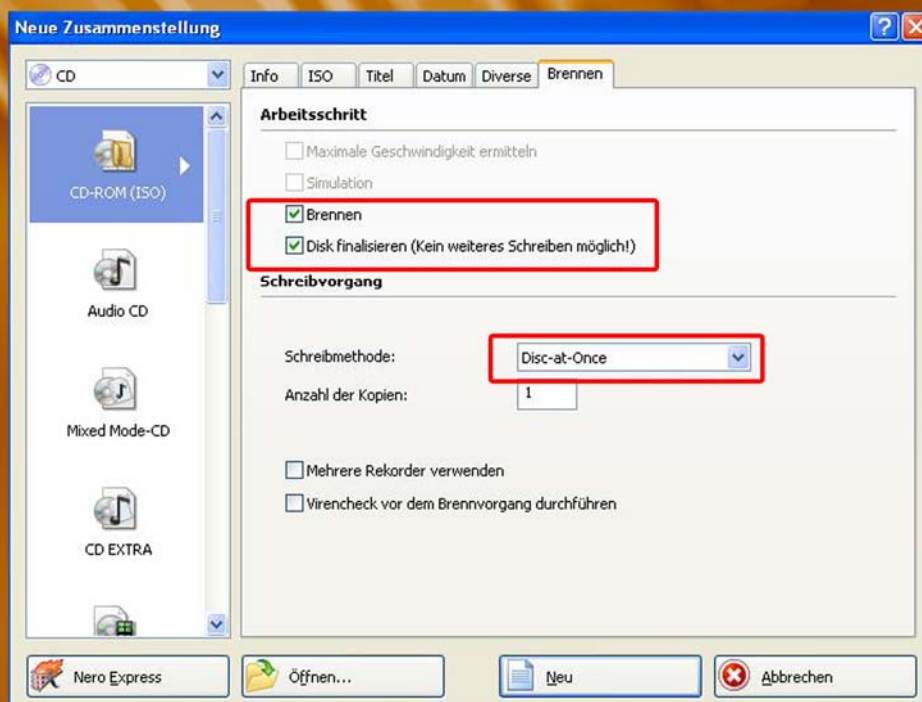 Neue Zusammenstellung
CD
Info ISO Titel Datum Diverse Brennen
CD-ROM (ISO)
Audio CD
Mixed Mode-CD
CD EXTRA
Arbeitsschritt
Maximale Geschwindigkeit ermitteln
Simulation
Brennen
Disk finalisieren (Kein weiteres Schreiben möglich!)
Schreibvorgang
Schreibmethode: Disc-at-Once
Anzahl der Kopien: 1
Mehrere Rekorder verwenden
Virencheck vor dem Brennvorgang durchführen
Nero Express Öffnen... Neu Abbrechen